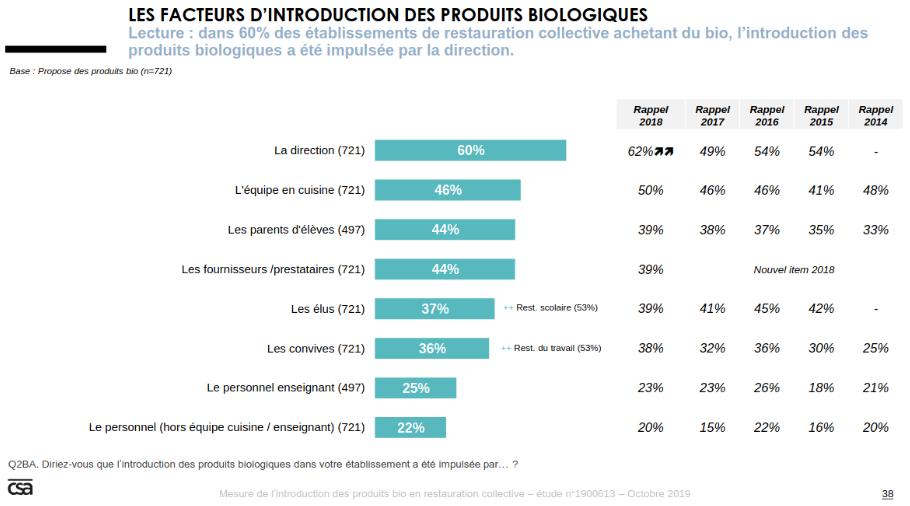 LES FACTEURS D’INTRODUCTION DES PRODUITS BIOLOGIQUES
Lecture : dans 60% des établissements de restauration collective achetant du bio, l’introduction des
produits biologiques a été impulsée par la direction.
Base : Propose des produits bio (n=721)
Rappel 2018 Rappel 2017 Rappel 2016 Rappel 2015 Rappel 2014
La direction (721) 60% 62% 49% 54% 54% -
L'équipe en cuisine (721) 46% 50% 46% 46% 41% 48%
Les parents d'élèves (497) 44% 39% 38% 37% 35% 33%
Les fournisseurs /prestataires (721) 44% 39% Nouvel item 2018
Les élus (721) 37% ++ Rest. scolaire (53%) 39% 41% 45% 42% -
Les convives (721) 36% ++ Rest. du travail (53%) 38% 32% 36% 30% 25%
Le personnel enseignant (497) 25% 23% 23% 26% 18% 21%
Le personnel (hors équipe cuisine / enseignant) (721) 22% 20% 15% 22% 16% 20%
Q2BA. Diriez-vous que l’introduction des produits biologiques dans votre établissement a été impulsée par… ?
csa
Mesure de l’introduction des produits bio en restauration collective – étude n°1900613 – Octobre 2019
38